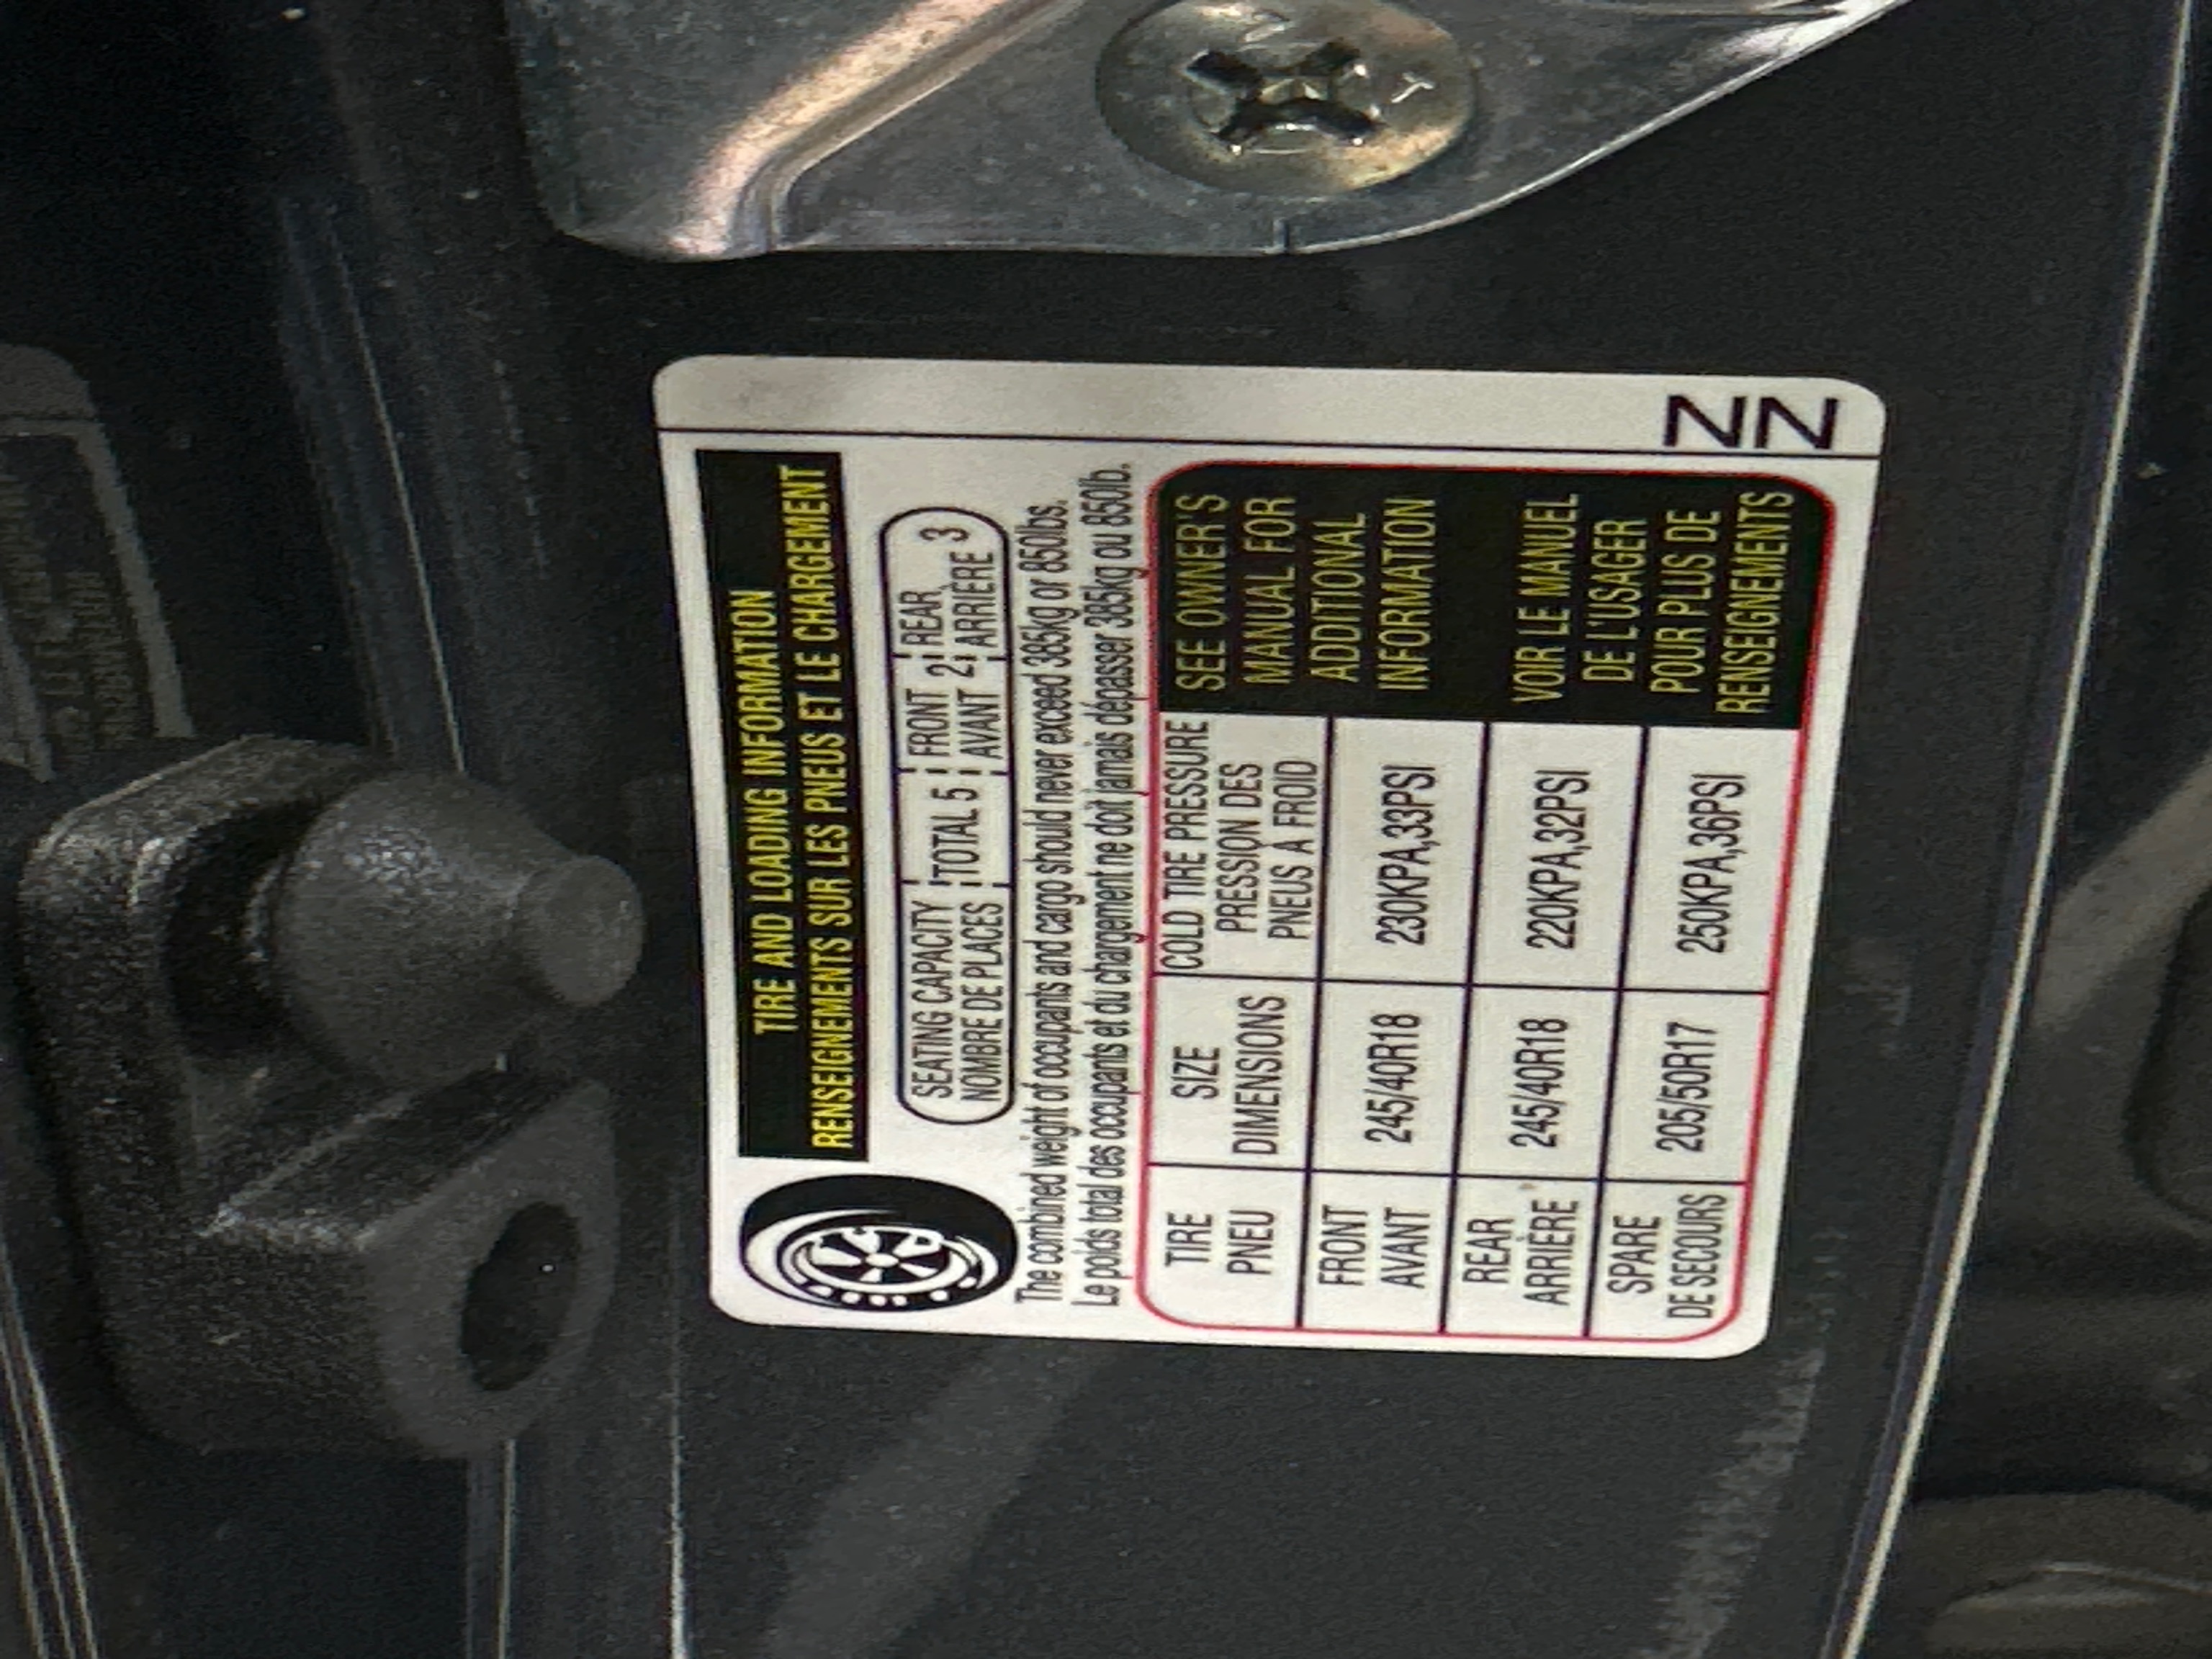 TIRE AND LOADING INFORMATION
RENSEIGNEMENTS SUR LES PNEUS ET LE CHARGEMENT
SEATING CAPACITY TOTAL 5 FRONT 2 REAR 3
NOMBRE DE PLACES AVANT ARRIÈRE
The combined weight of occupants and cargo should never exceed 385kg or 850lbs.
Le poids total des occupants et du chargement ne doit jamais dépasser 385kg ou 850lb.
TIRE SIZE COLD TIRE PRESSURE
PNEU DIMENSIONS PRESSION DES
PNEUS À FROID
FRONT
AVANT 245/40R18 230KPA,33PSI
REAR
ARRIÈRE 245/40R18 220KPA,32PSI
SPARE
DE SECOURS 205/50R17 250KPA,36PSI
SEE OWNER'S
MANUAL FOR
ADDITIONAL
INFORMATION
VOIR LE MANUEL
DE L'USAGER
POUR PLUS DE
RENSEIGNEMENTS
NN